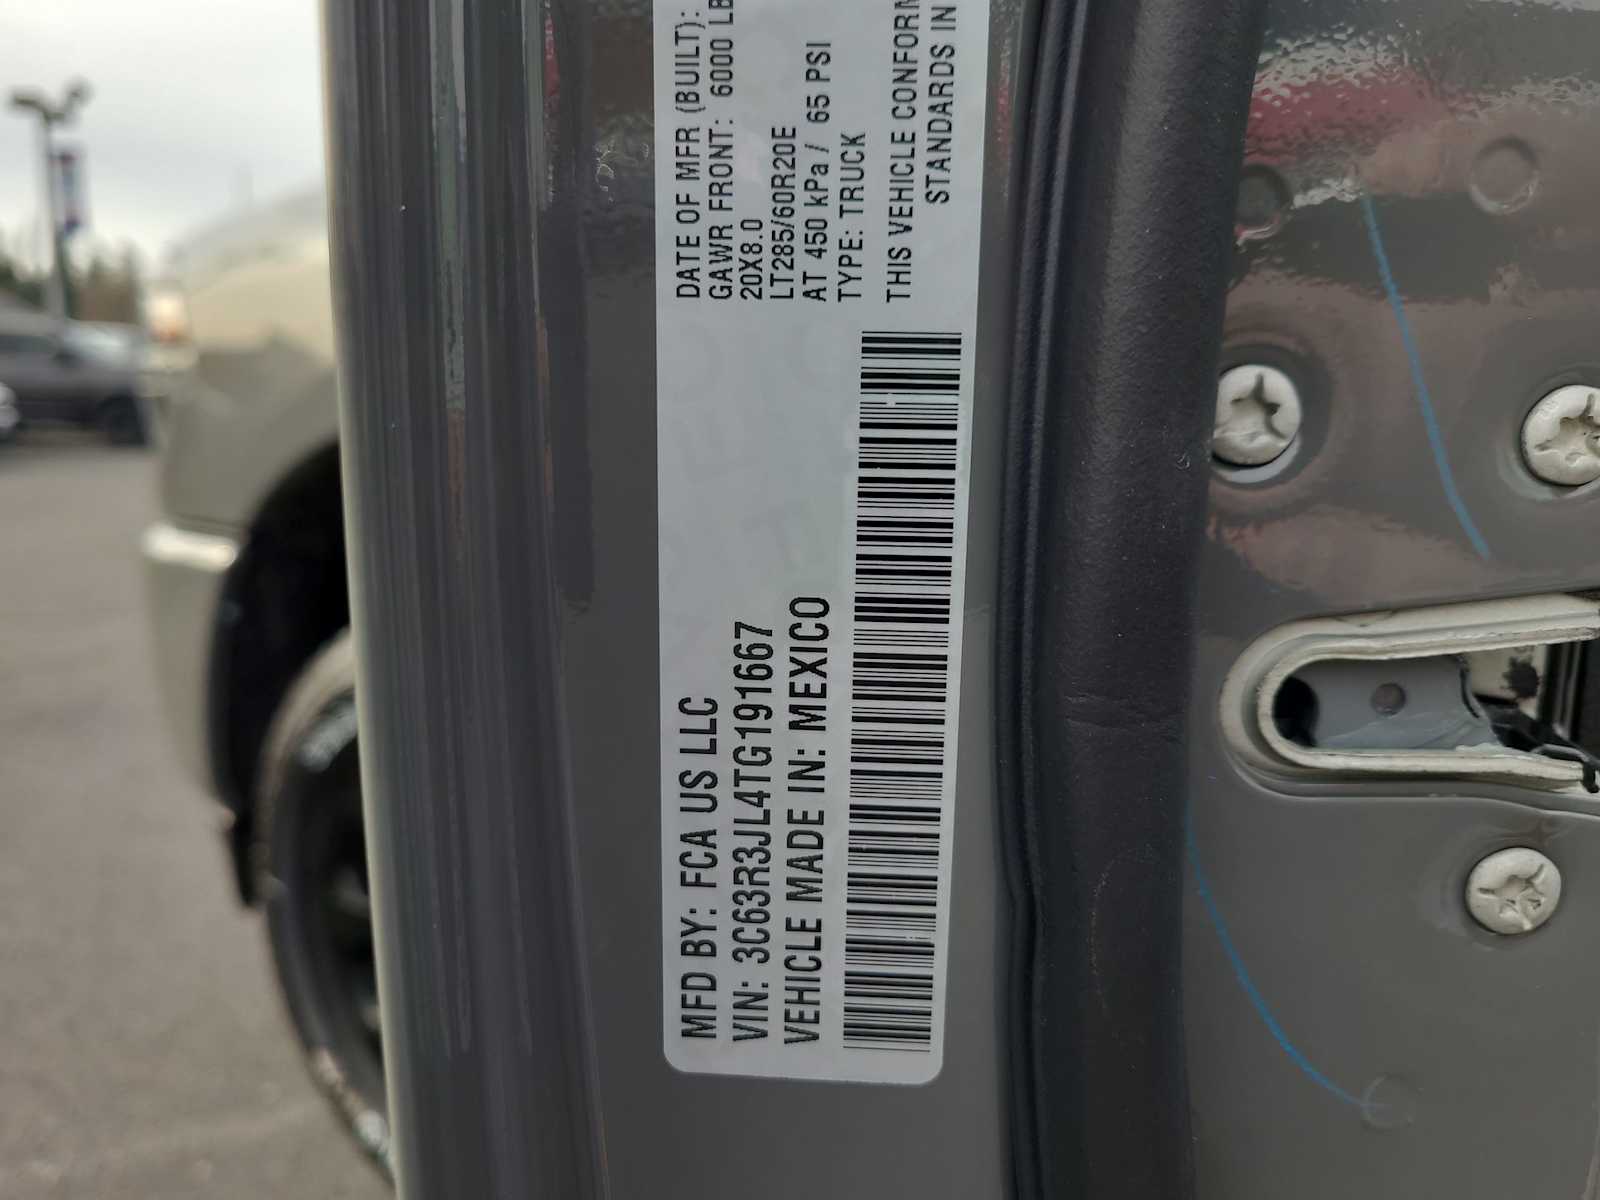 MFD BY: FCA US LLC
VIN: 3C63R3JL4TG191667
VEHICLE MADE IN: MEXICO
DATE OF MFR (BUILT):
GAWR FRONT: 6000 LB
20X8.0
LT285/60R20E
AT 450 kPa / 65 PSI
TYPE: TRUCK
THIS VEHICLE CONFORM
STANDARDS IN